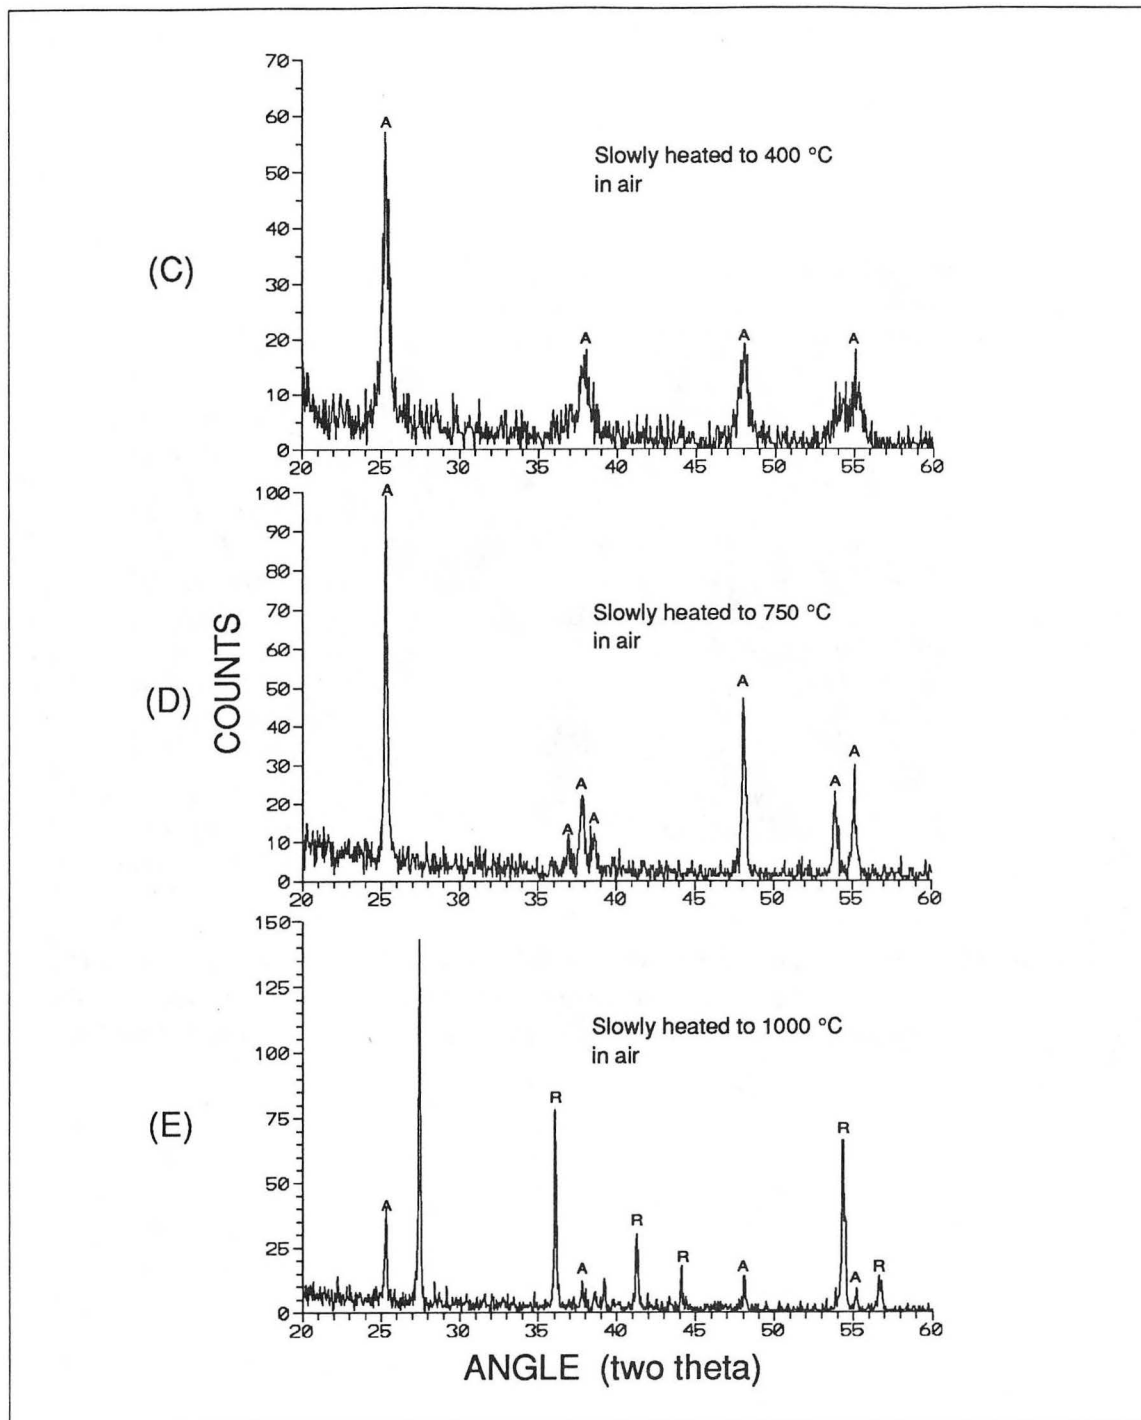 70
A
60
Slowly heated to 400 °C
in air
50
40
(C)
30
20
A
A
A
10
0
20 25 30 35 40 45 50 55 60
100
A
90
80
70
Slowly heated to 750 °C
in air
60
COUNTS
(D)
50
A
40
30
A
A
A
20
A
A
10
0
20 25 30 35 40 45 50 55 60
150
125
Slowly heated to 1000 °C
in air
100
(E)
R
75
R
50
A
R
25
R
A
A
A
R
0
20 25 30 35 40 45 50 55 60
ANGLE (two theta)